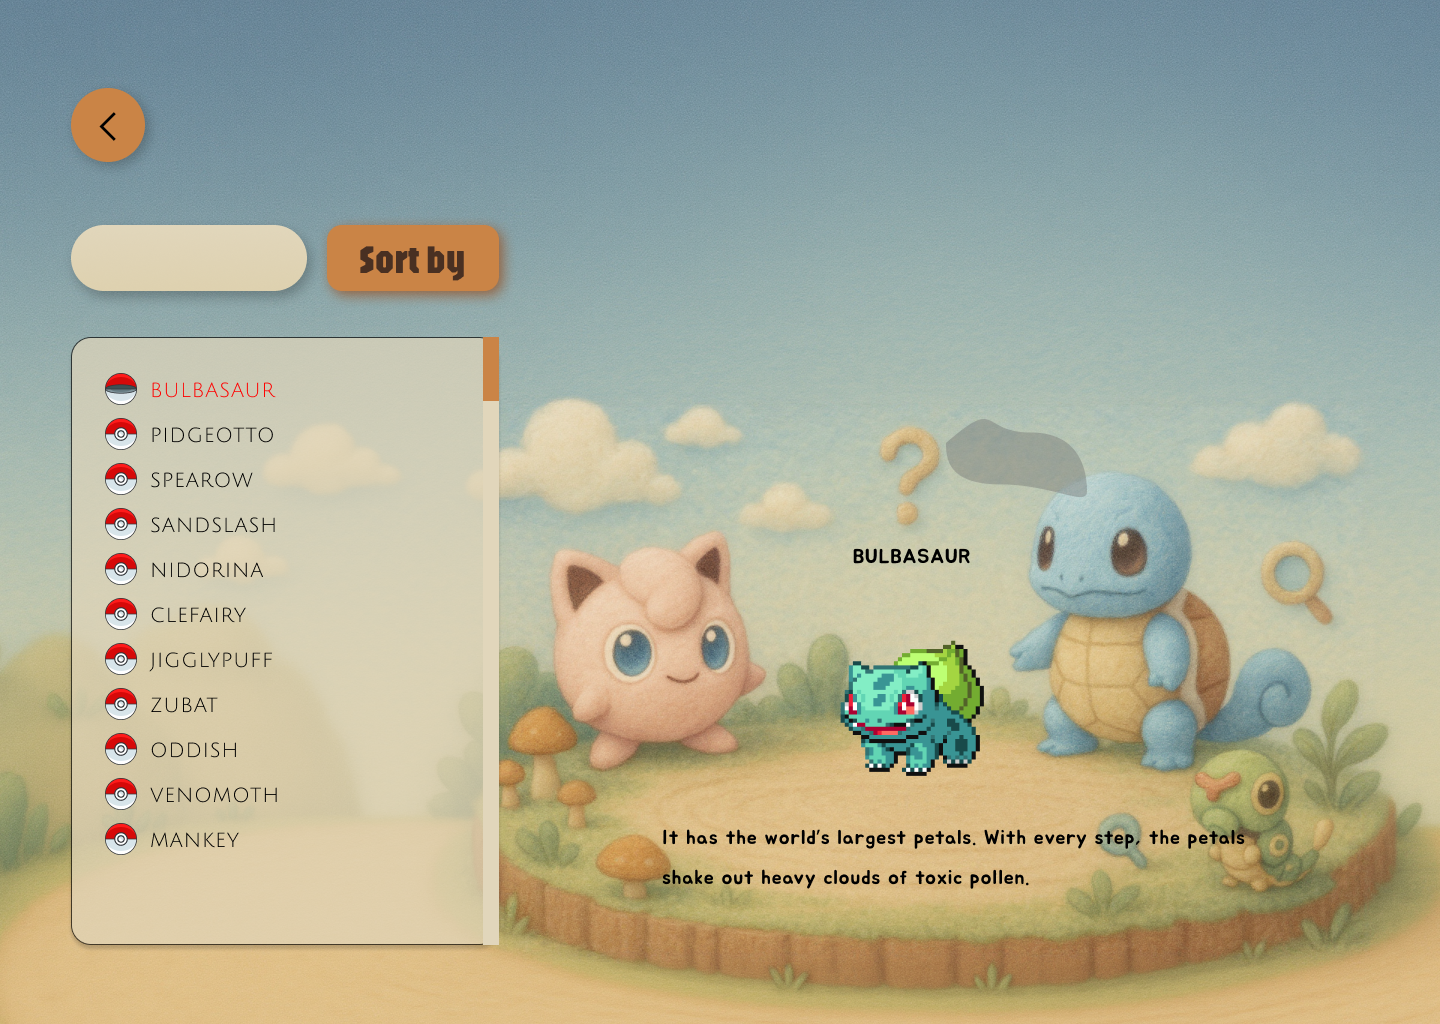 Sort by
BULBASAUR
PIDGEOTTO
SPEAROW
SANDSLASH
NIDORINA
CLEFAIRY
JIGGLYPUFF
ZUBAT
ODDISH
VENOMOTH
MANKEY
?
BULBASAUR
It has the world's largest petals. With every step, the petals
shake out heavy clouds of toxic pollen.